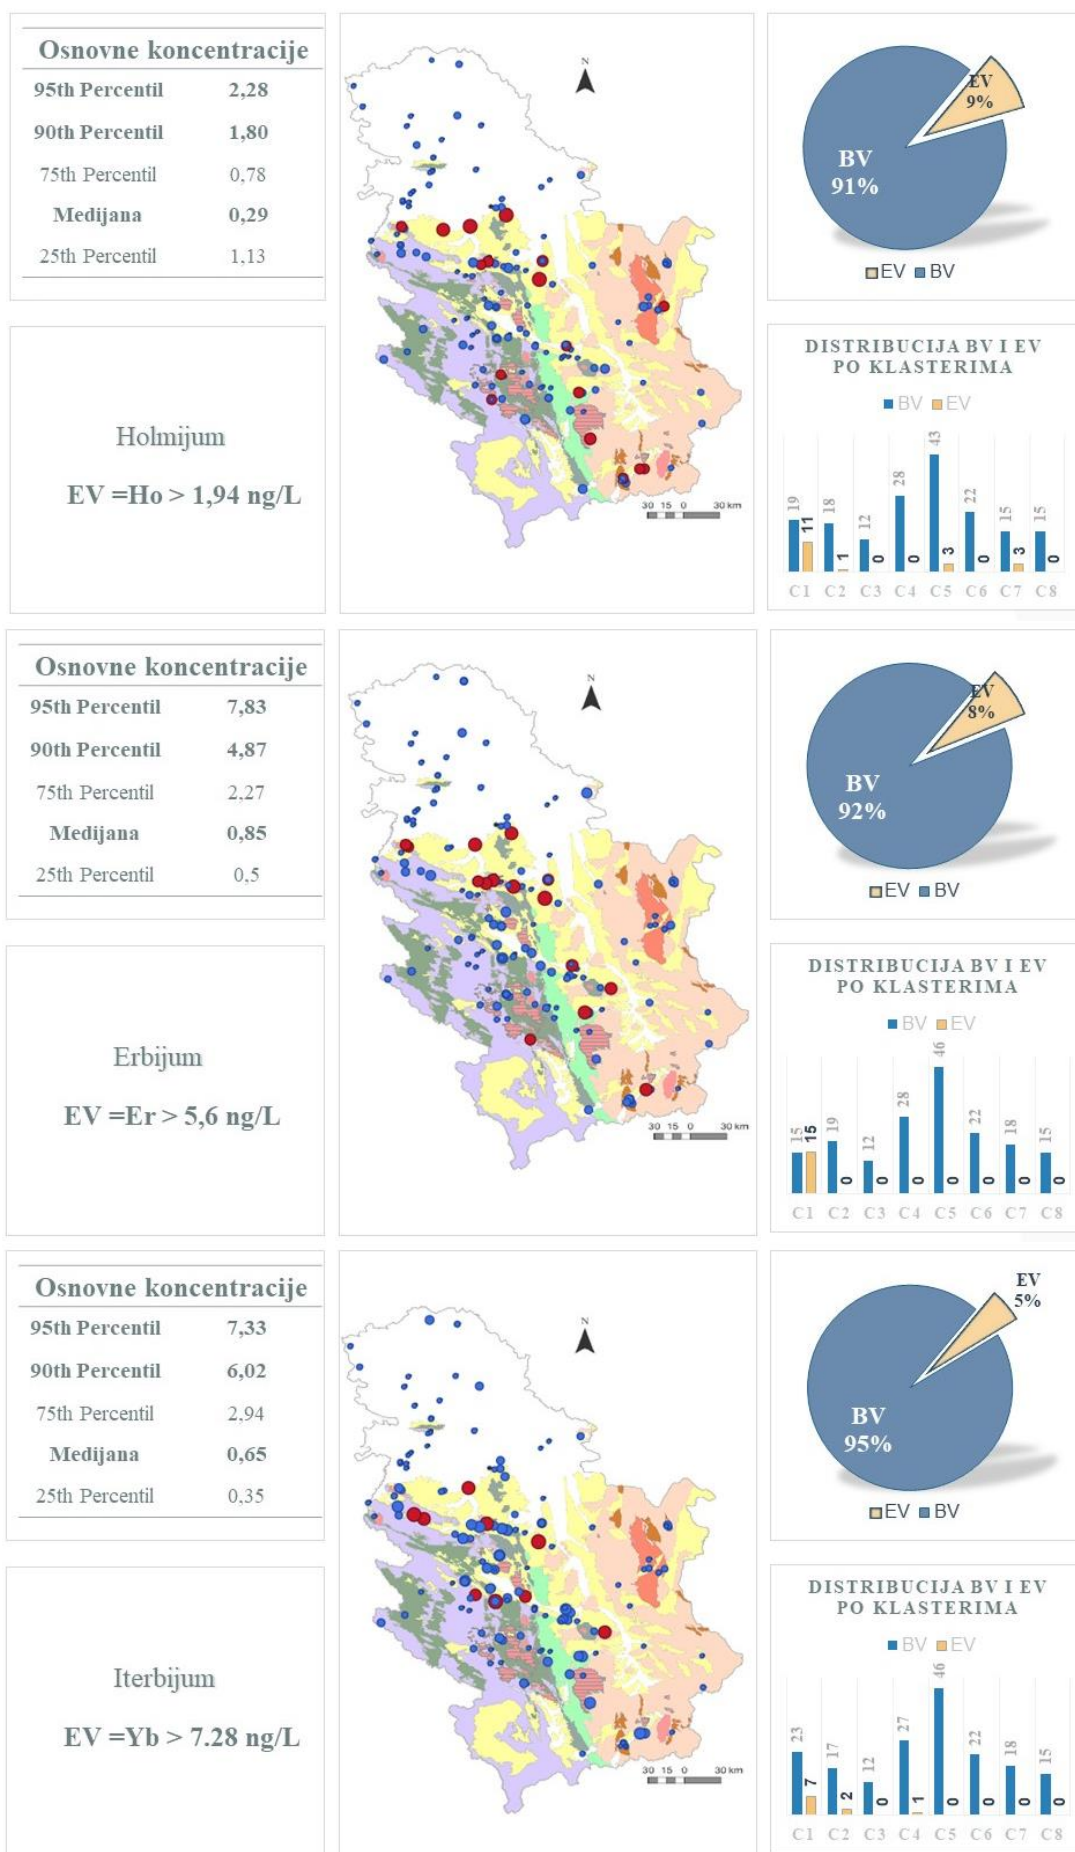 Osnovne koncentracije
95th Percentil 2,28
90th Percentil 1,80
75th Percentil 0,78
Medijana 0,29
25th Percentil 1,13
Holmijum
EV =Ho > 1,94 ng/L
N
30 15 0 30 km
EV
9%
BV
91%
EV BV
DISTRIBUCIJA BV I EV
PO KLASTERIMA
BV EV
19 11 18 1 12 0 28 0 43 3 22 0 15 3 15 0
C1 C2 C3 C4 C5 C6 C7 C8
Osnovne koncentracije
95th Percentil 7,83
90th Percentil 4,87
75th Percentil 2,27
Medijana 0,85
25th Percentil 0,5
Erbijum
EV =Er > 5,6 ng/L
N
30 15 0 30 km
EV
8%
BV
92%
EV BV
DISTRIBUCIJA BV I EV
PO KLASTERIMA
BV EV
15 15 19 0 12 0 28 0 46 0 22 0 18 0 15 0
C1 C2 C3 C4 C5 C6 C7 C8
Osnovne koncentracije
95th Percentil 7,33
90th Percentil 6,02
75th Percentil 2,94
Medijana 0,65
25th Percentil 0,35
Iterbijum
EV =Yb > 7.28 ng/L
N
30 15 0 30 km
EV
5%
BV
95%
EV BV
DISTRIBUCIJA BV I EV
PO KLASTERIMA
BV EV
23 7 17 2 12 0 27 1 46 0 22 0 18 0 15 0
C1 C2 C3 C4 C5 C6 C7 C8